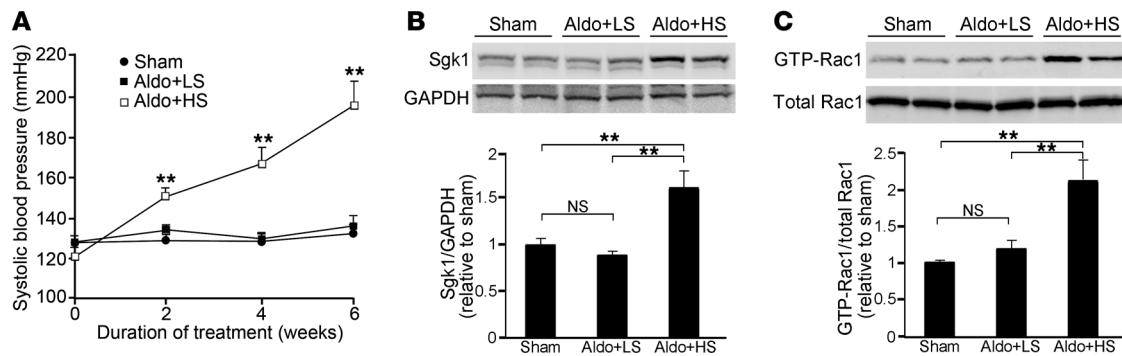 A
Systolic blood pressure (mmHg)
220
200
180
160
140
120
100
Sham
Aldo+LS
Aldo+HS
**
**
**
0
2
4
6
Duration of treatment (weeks)
B
Sham
Aldo+LS
Aldo+HS
Sgk1
GAPDH
Sgk1/GAPDH
(relative to sham)
2
1.5
1
0.5
0
**
**
NS
Sham
Aldo+LS
Aldo+HS
C
Sham
Aldo+LS
Aldo+HS
GTP-Rac1
Total Rac1
GTP-Rac1/total Rac1
(relative to sham)
2.5
2
1.5
1
0.5
0
**
**
NS
Sham
Aldo+LS
Aldo+HS